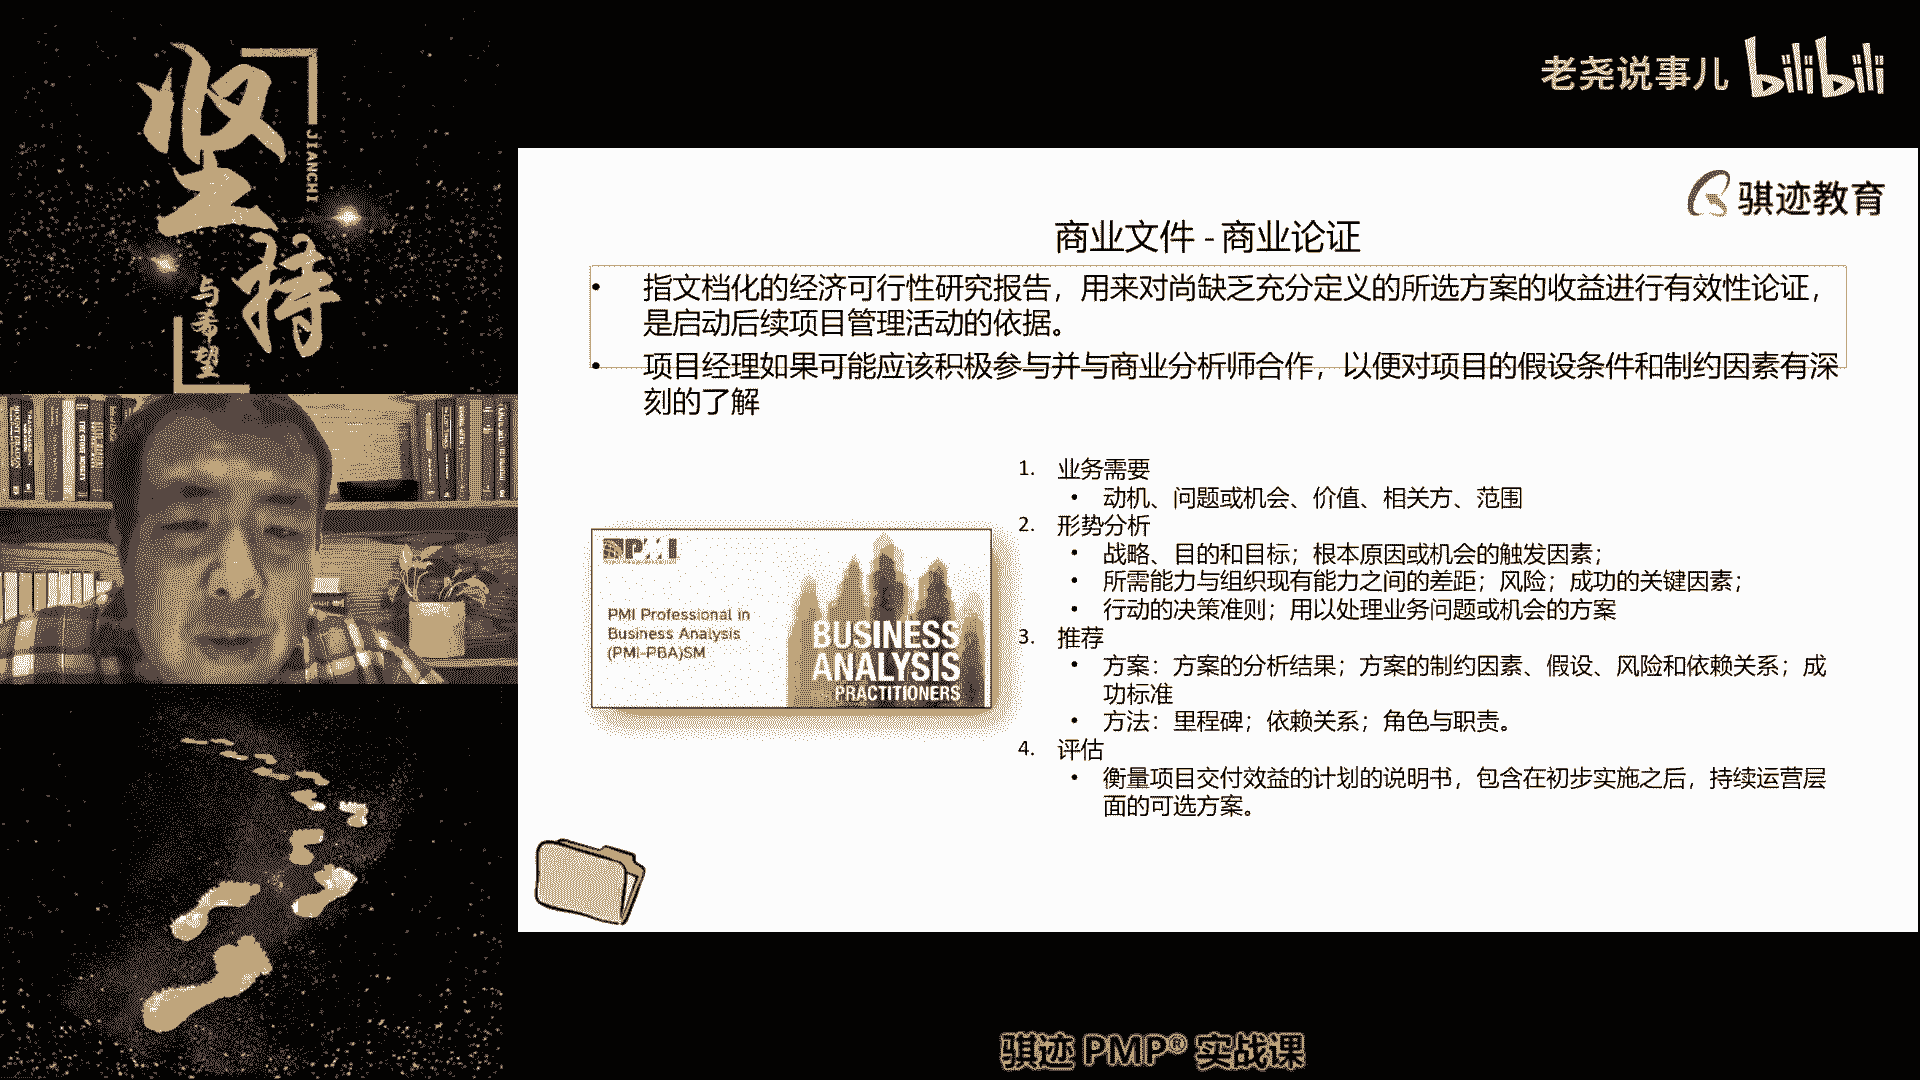 坚持
JIANCHI
与希望
老尧说事儿 bilibili
骐迹教育
商业文件 - 商业论证
• 指文档化的经济可行性研究报告，用来对尚缺乏充分定义的所选方案的收益进行有效性论证，
是启动后续项目管理活动的依据。
• 项目经理如果可能应该积极参与并与商业分析师合作，以便对项目的假设条件和制约因素有深
刻的了解
1. 业务需要
• 动机、问题或机会、价值、相关方、范围
2. 形势分析
• 战略、目的和目标；根本原因或机会的触发因素；
• 所需能力与组织现有能力之间的差距；风险；成功的关键因素；
• 行动的决策准则；用以处理业务问题或机会的方案
3. 推荐
• 方案：方案的分析结果；方案的制约因素、假设、风险和依赖关系；成
功标准
• 方法：里程碑；依赖关系；角色与职责。
4. 评估
• 衡量项目交付效益的计划的说明书，包含在初步实施之后，持续运营层
面的可选方案。
PMI
PMI Professional in
Business Analysis
(PMI-PBA)SM
BUSINESS
ANALYSIS
PRACTITIONERS
骐迹 PMP® 实战课